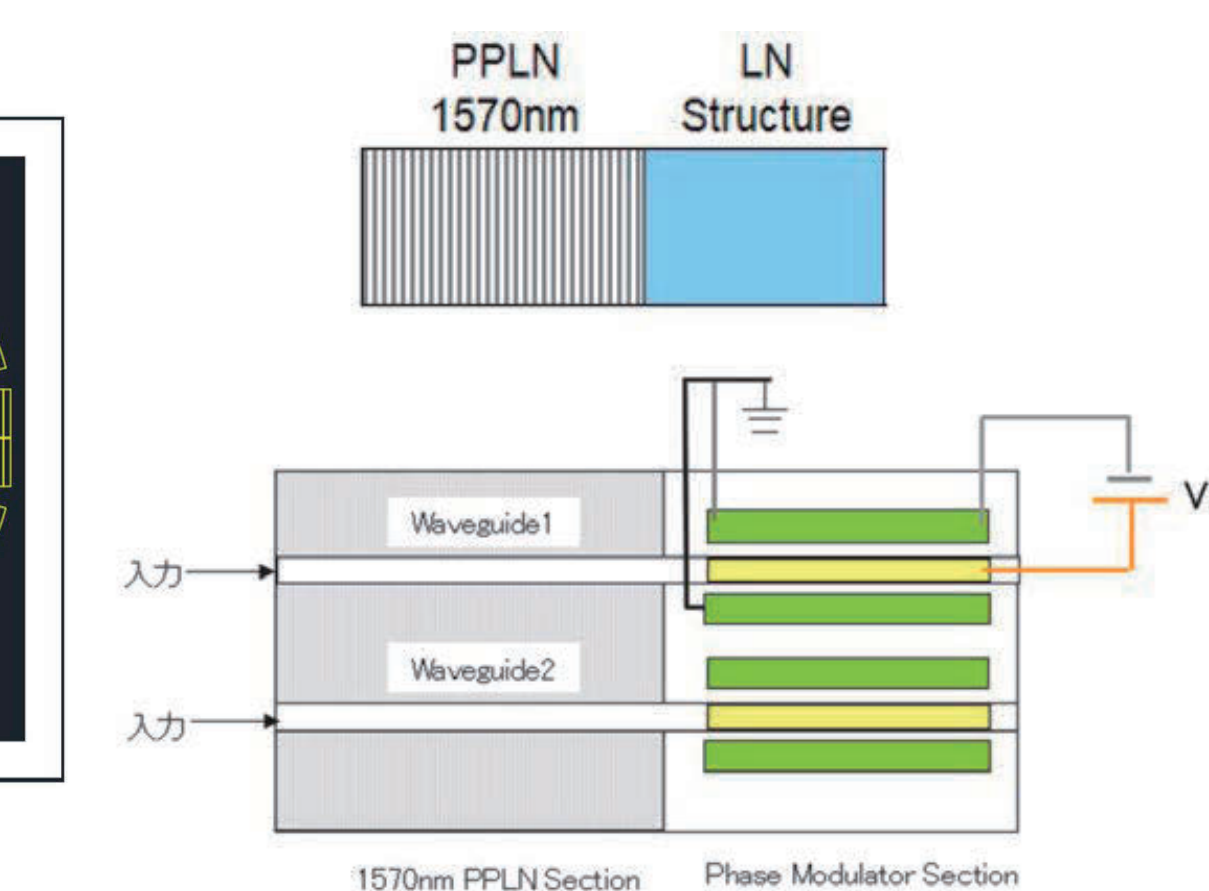 PPLN
1570nm
LN
Structure
V
Waveguide1
入力
Waveguide2
入力
1570nm PPLN Section
Phase Modulator Section